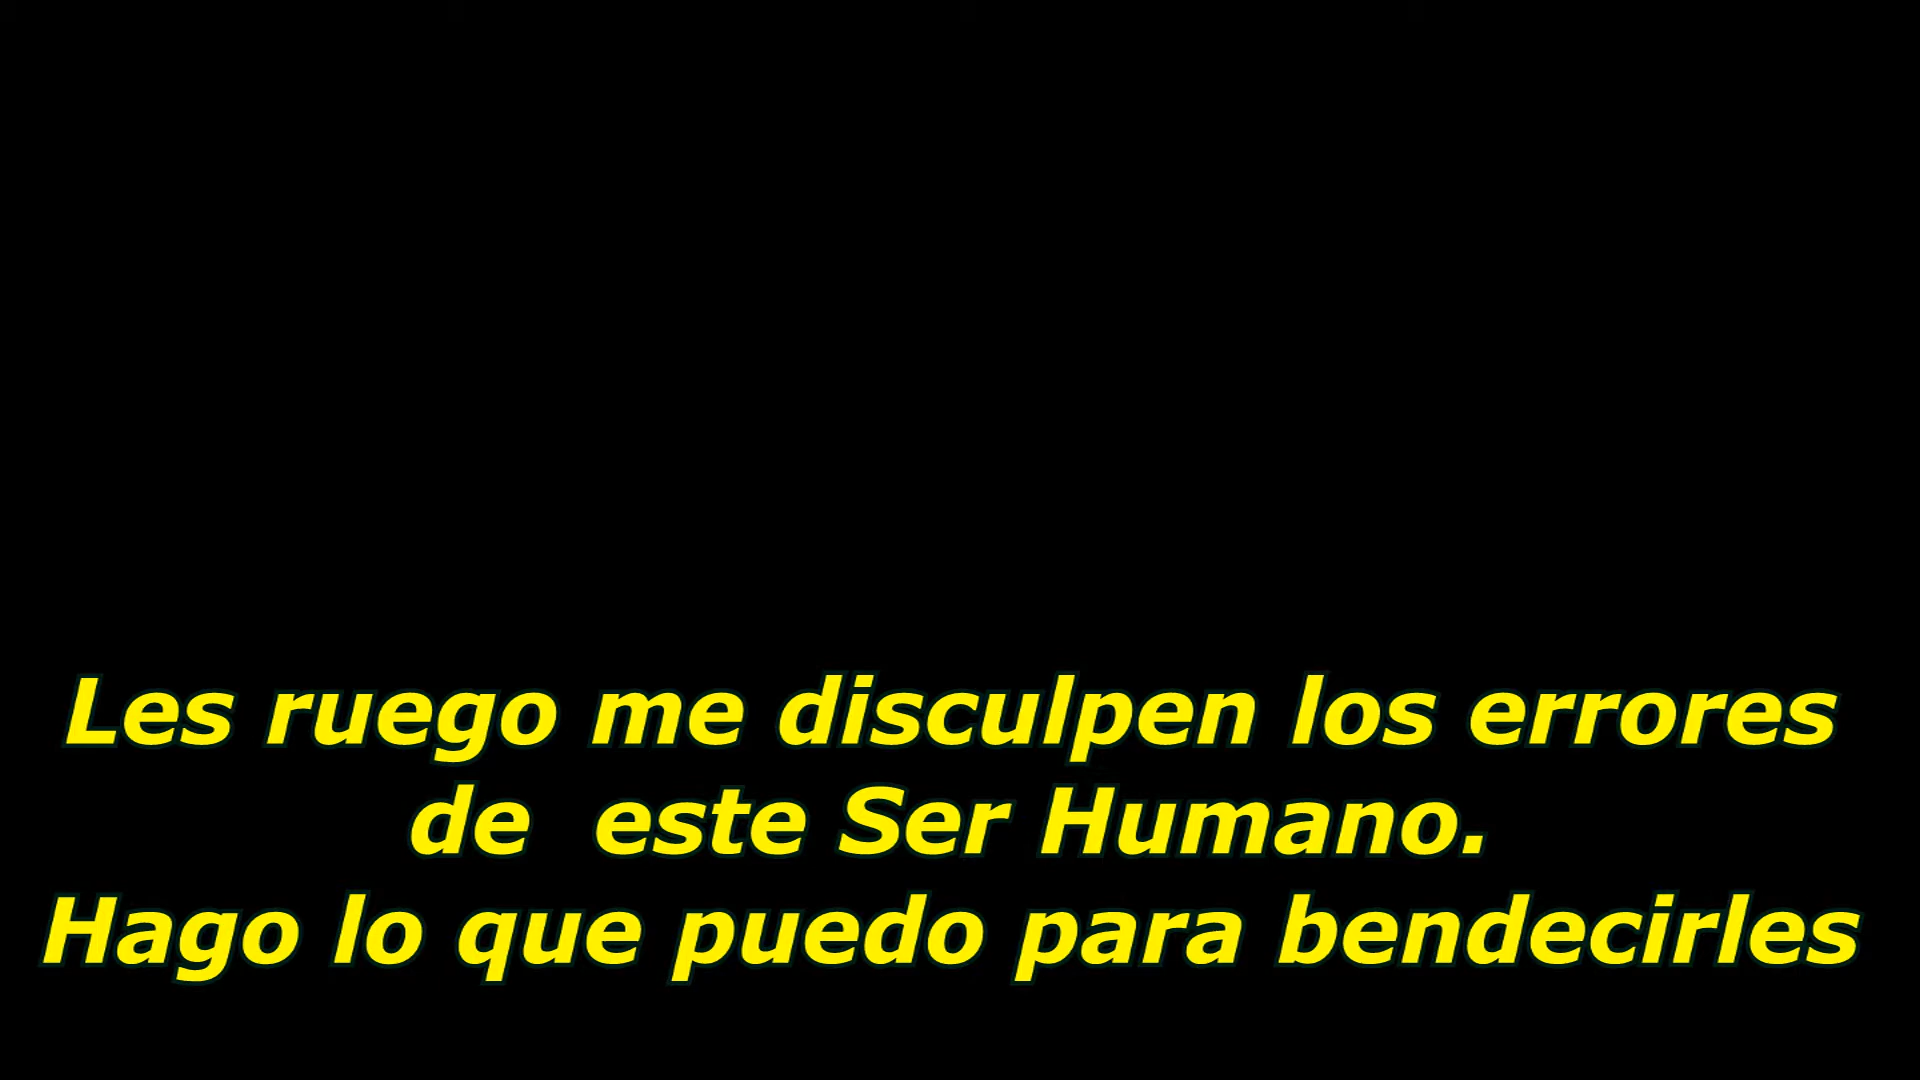 Les ruego me disculpen los errores
de  este Ser Humano.
Hago lo que puedo para bendecirles